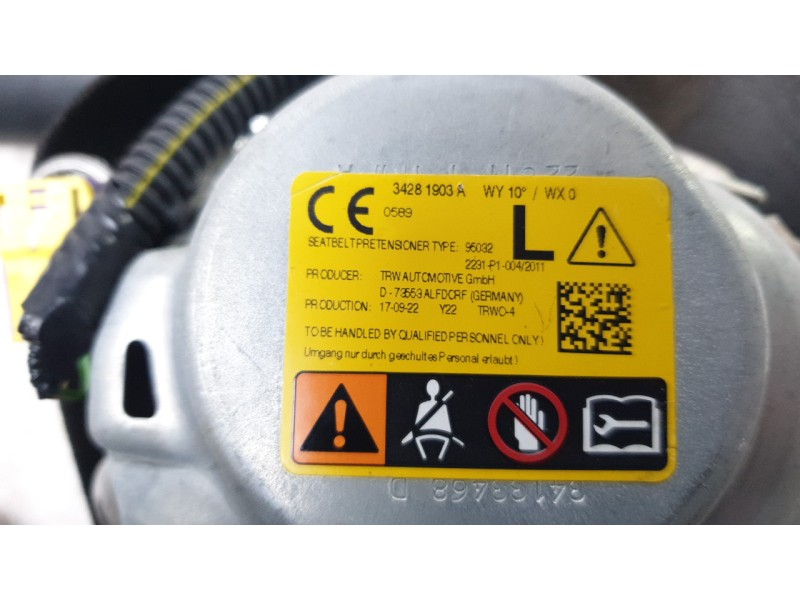 34281903 A WY 10° / WX 0
CE 0589
L
SEATBELTPRETENSIONER TYPE: 95032
2231-P1-004/2011
PRODUCER: TRW AUTOMOTIVE GmbH
D - 73553 ALFDORF (GERMANY)
PRODUCTION: 17-09-22 Y22 TRWO-4
TO BE HANDLED BY QUALIFIED PERSONNEL ONLY)
Umgang nur durch geschultes Personal erlaubt)
34133468 D